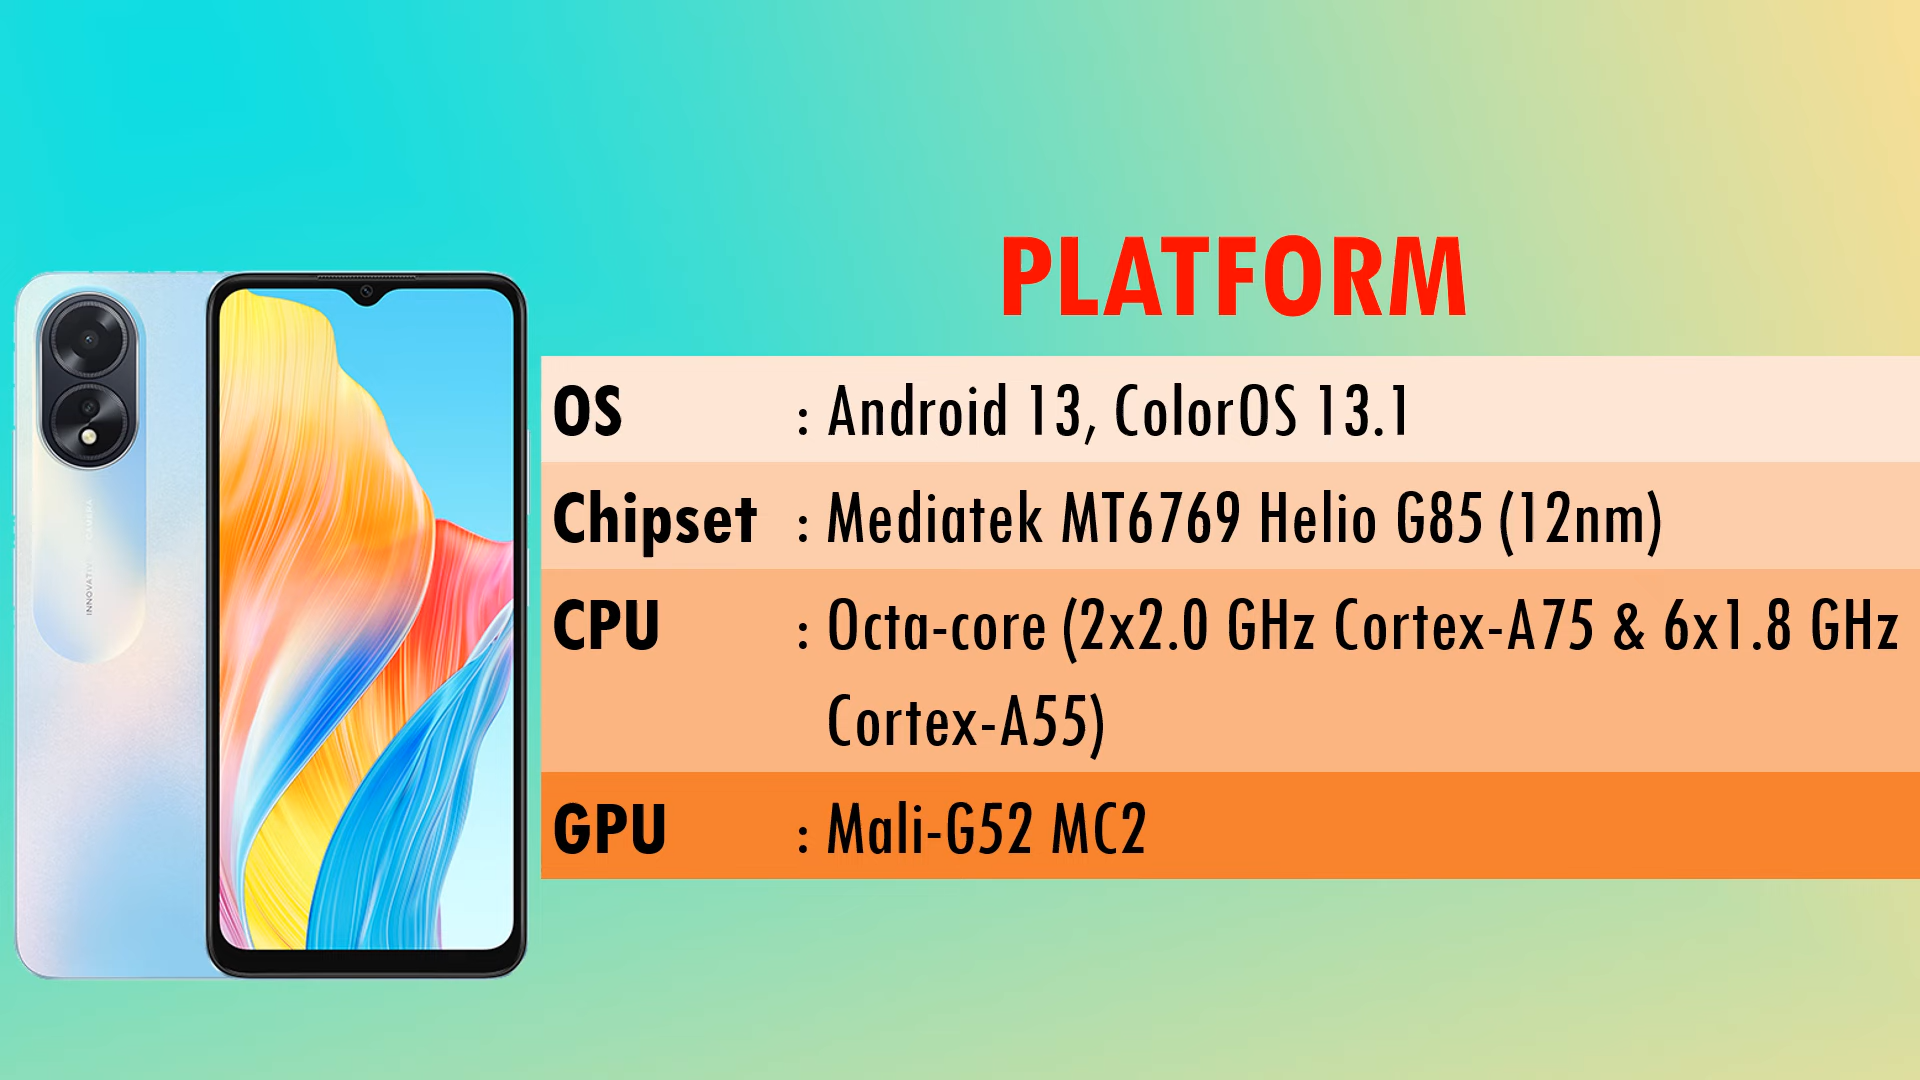 PLATFORM
OS : Android 13, ColorOS 13.1
Chipset : Mediatek MT6769 Helio G85 (12nm)
CPU : Octa-core (2x2.0 GHz Cortex-A75 & 6x1.8 GHz
Cortex-A55)
GPU : Mali-G52 MC2
CAMERA